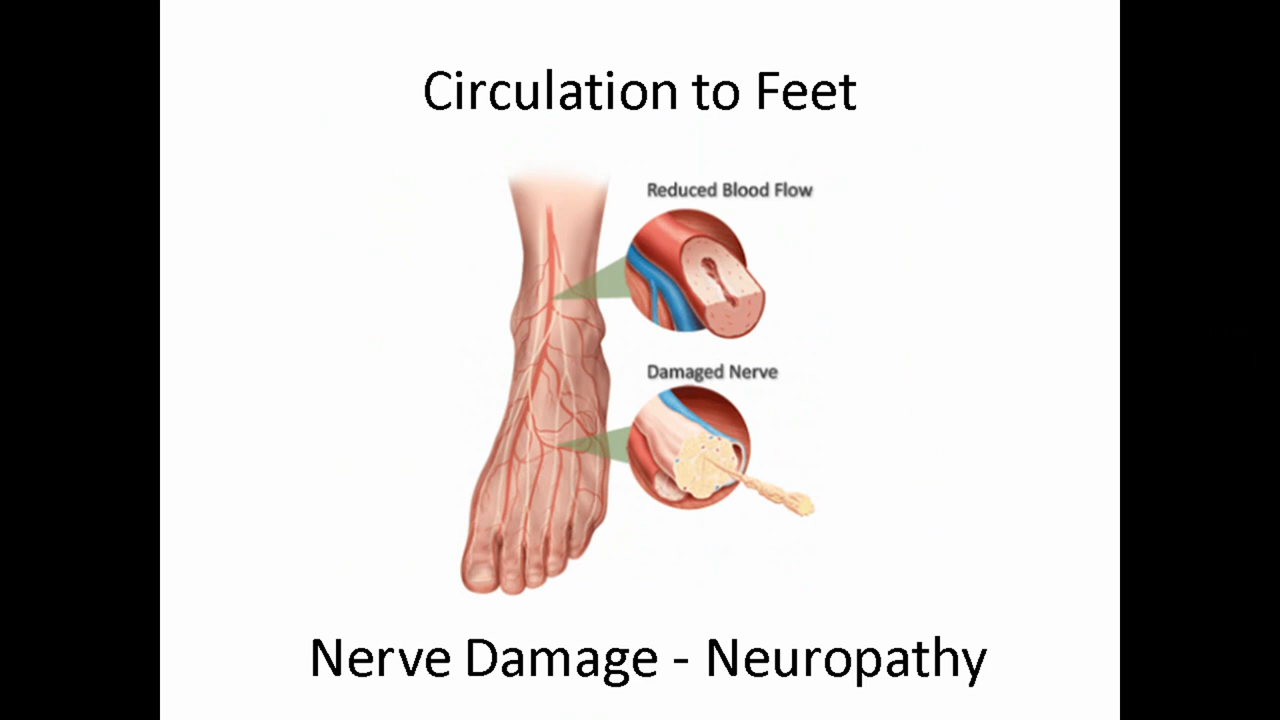 Circulation to Feet
Reduced Blood Flow
Damaged Nerve
Nerve Damage - Neuropathy